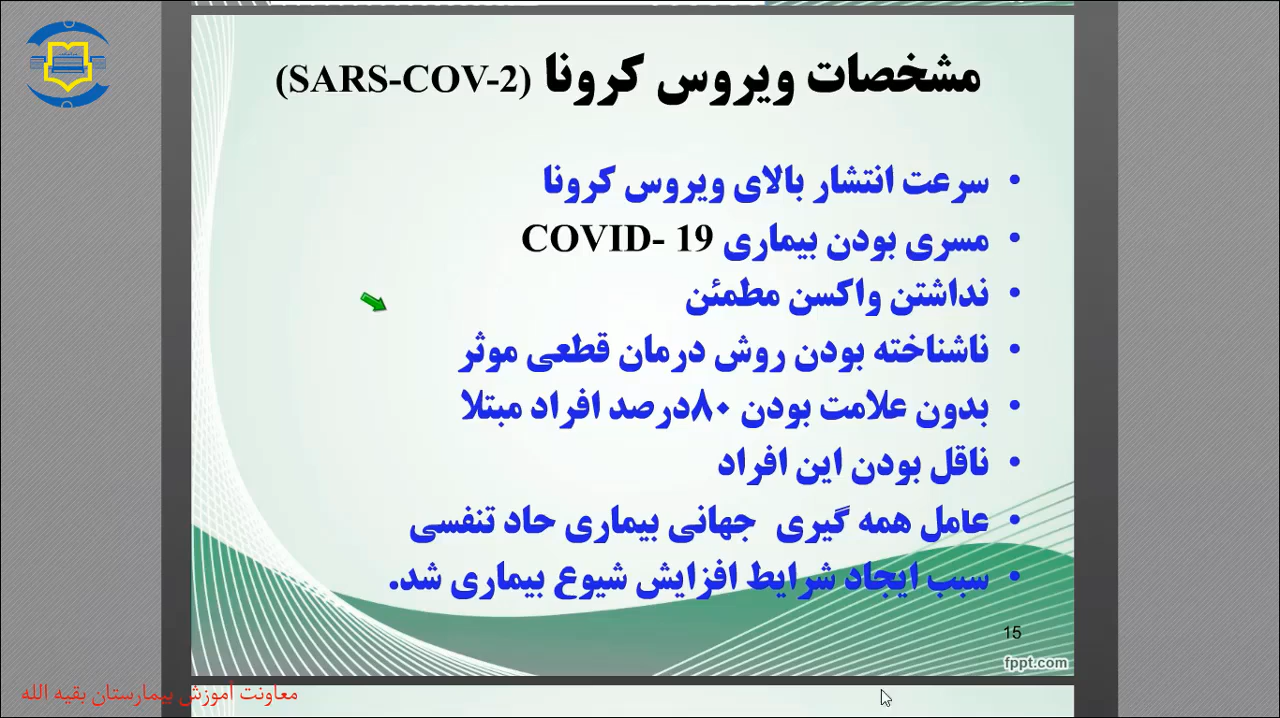 مشخصات ویروس کرونا (SARS-COV-2)
• سرعت انتشار بالای ویروس کرونا
• مسری بودن بیماری COVID- 19
• نداشتن واکسن مطمئن
• ناشناخته بودن روش درمان قطعی موثر
• بدون علامت بودن ۸۰درصد افراد مبتلا
• ناقل بودن این افراد
• عامل همه گیری جهانی بیماری حاد تنفسی
• سبب ایجاد شرایط افزایش شیوع بیماری شد.
15
fppt.com
معاونت آموزش بیمارستان بقیه الله